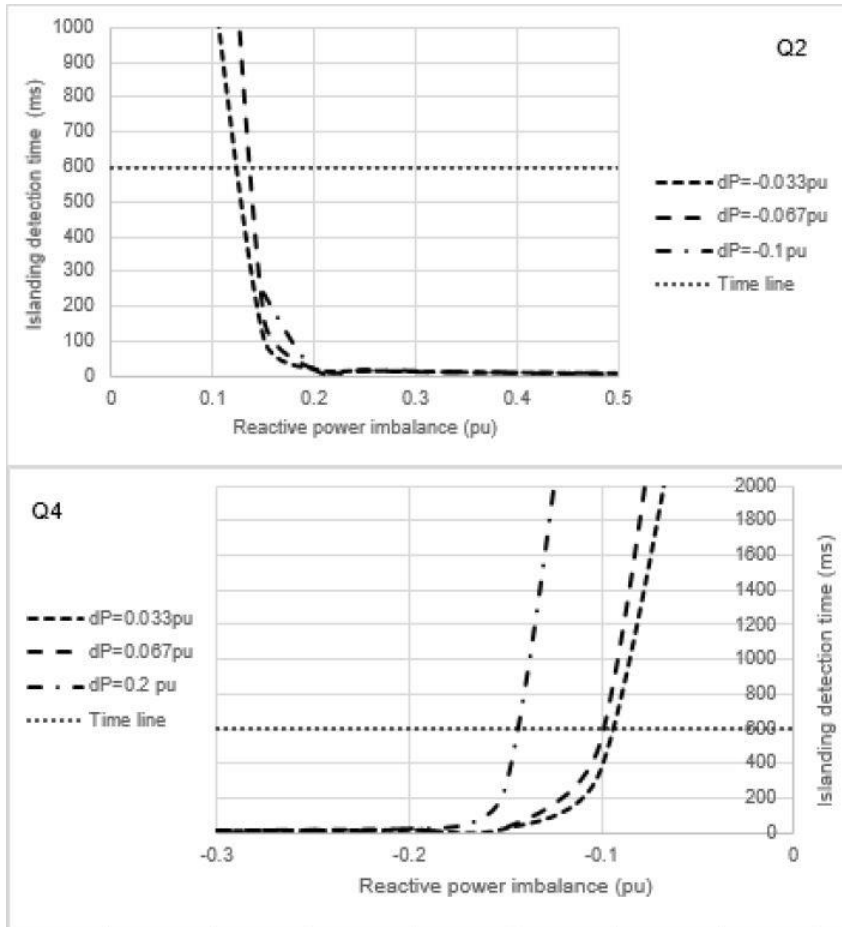 Q2
Islanding detection time (ms)
1000
900
800
700
600
500
400
300
200
100
0
0 0.1 0.2 0.3 0.4 0.5
Reactive power imbalance (pu)
dP=-0.033pu
dP=-0.067pu
dP=-0.1pu
Time line
Q4
dP=0.033pu
dP=0.067pu
dP=0.2 pu
Time line
2000
1800
1600
1400
1200
1000
800
600
400
200
0
Islanding detection time (ms)
-0.3 -0.2 -0.1 0
Reactive power imbalance (pu)